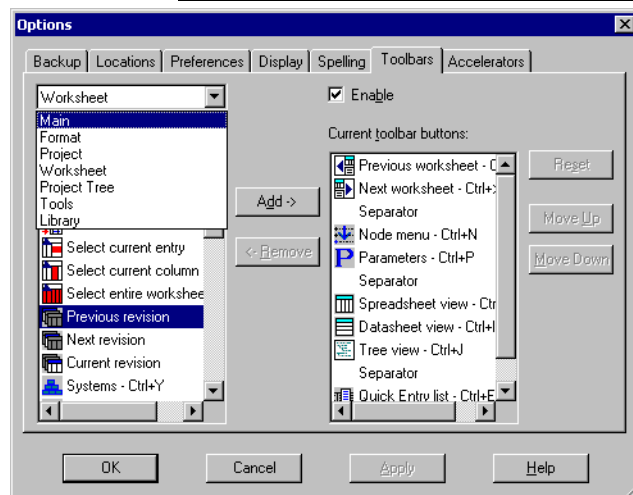 Options
Backup
Locations
Preferences
Display
Spelling
Toolbars
Accelerators
Worksheet
Main
Format
Project
Worksheet
Project Tree
Tools
Library
Select current entry
Select current column
Select entire workshee
Previous revision
Next revision
Current revision
Systems - Ctrl+Y
Add ->
<- Remove
Enable
Current toolbar buttons:
Previous worksheet - C
Next worksheet - Ctrl+>
Separator
Node menu - Ctrl+N
Parameters - Ctrl+P
Separator
Spreadsheet view - Ctr
Datasheet view - Ctrl+I
Tree view - Ctrl+J
Separator
Quick Entry list - Ctrl+E
Reset
Move Up
Move Down
OK
Cancel
Apply
Help